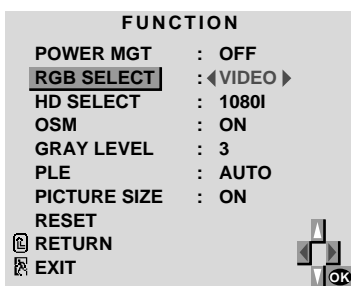 FUNCTION
POWER MGT : OFF
RGB SELECT : VIDEO
HD SELECT : 1080I
OSM : ON
GRAY LEVEL : 3
PLE : AUTO
PICTURE SIZE : ON
RESET
RETURN
EXIT
OK